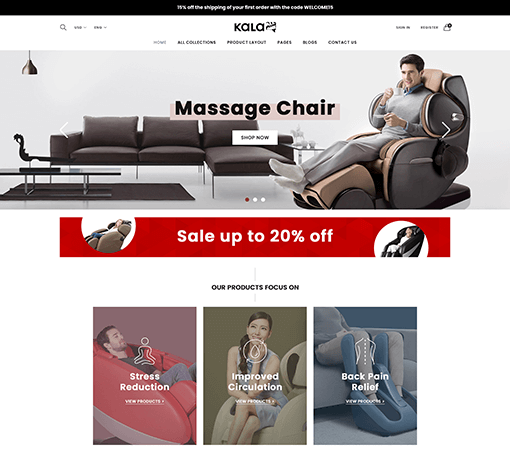 15% off the shipping of your first order with the code WELCOME15
USD
ENG
KALA
SIGN IN
REGISTER
0
HOME
ALL COLLECTIONS
PRODUCT LAYOUT
PAGES
BLOGS
CONTACT US
Massage Chair
SHOP NOW
Sale up to 20% off
OUR PRODUCTS FOCUS ON
Stress
Reduction
VIEW PRODUCTS >
Improved
Circulation
VIEW PRODUCTS >
Back Pain
Relief
VIEW PRODUCTS >